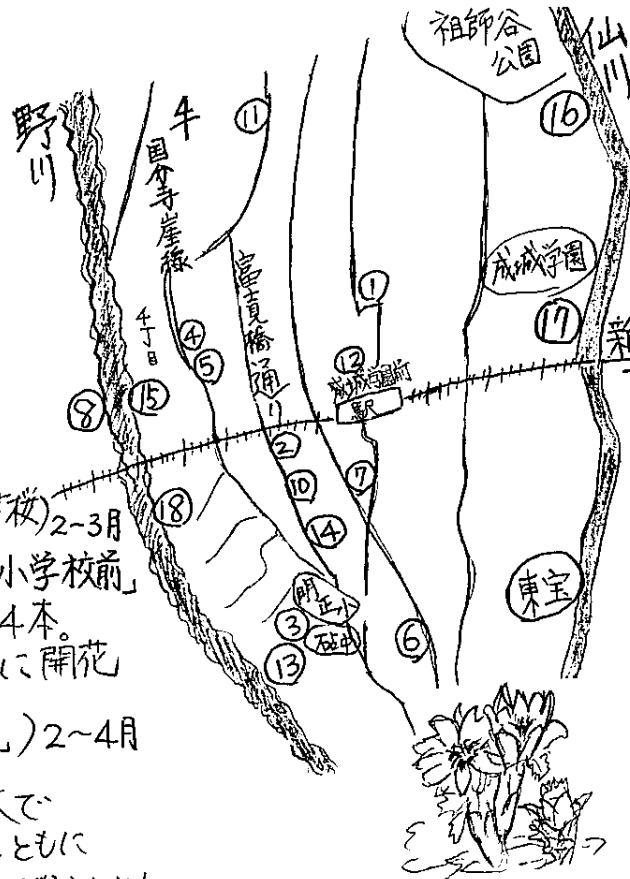 祖師谷
公園
仙川
野川
⑪
⑯
国分寺崖線
富士見橋通り
成城学園
①
⑰
4丁目
④
⑤
⑫
成城学園前
駅
新
⑧
⑮
②
⑦
⑩
⑱
⑭
桜)2~3月
小学校前」
4本。
に開花
明正小
③
砧中
⑬
⑥
東宝
」)2~4月
で
ともに